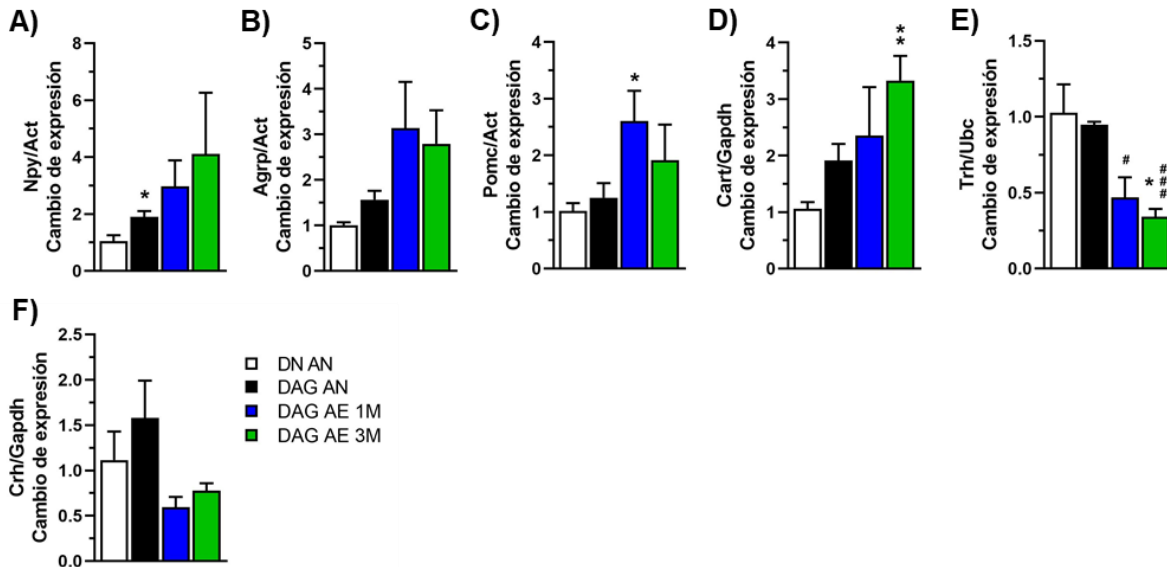 A)
Npy/Act
Cambio de expresión
8
6
4
2
0
*
B)
Agrp/Act
Cambio de expresión
5
4
3
2
1
0
C)
Pomc/Act
Cambio de expresión
4
3
2
1
0
*
D)
Cart/Gapdh
Cambio de expresión
4
3
2
1
0
**
E)
Trh/Ubc
Cambio de expresión
1.5
1.0
0.5
0.0
#
*
###
F)
Crh/Gapdh
Cambio de expresión
2.5
2.0
1.5
1.0
0.5
0.0
DN AN
DAG AN
DAG AE 1M
DAG AE 3M